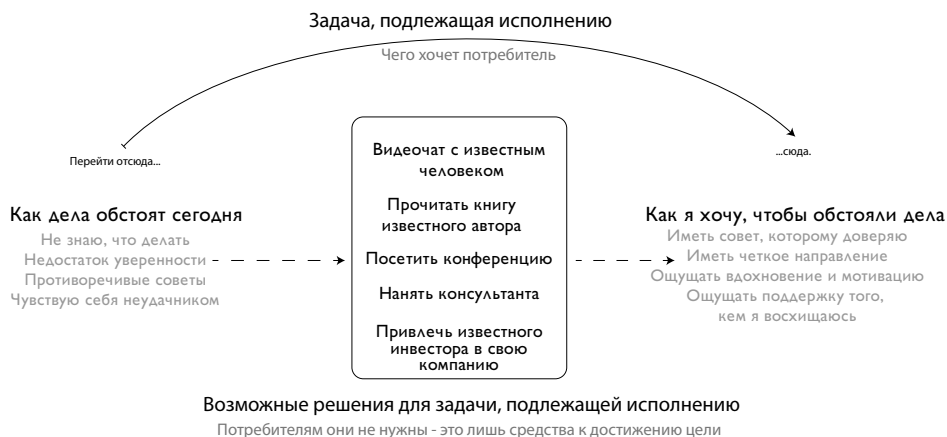 Задача, подлежащая исполнению
Чего хочет потребитель
Перейти отсюда...
...сюда.
Как дела обстоят сегодня
Не знаю, что делать
Недостаток уверенности
Противоречивые советы
Чувствую себя неудачником
Видеочат с известным
человеком
Прочитать книгу
известного автора
Посетить конференцию
Нанять консультанта
Привлечь известного
инвестора в свою
компанию
Как я хочу, чтобы обстояли дела
Иметь совет, которому доверяю
Иметь четкое направление
Ощущать вдохновение и мотивацию
Ощущать поддержку того,
кем я восхищаюсь
Возможные решения для задачи, подлежащей исполнению
Потребителям они не нужны - это лишь средства к достижению цели